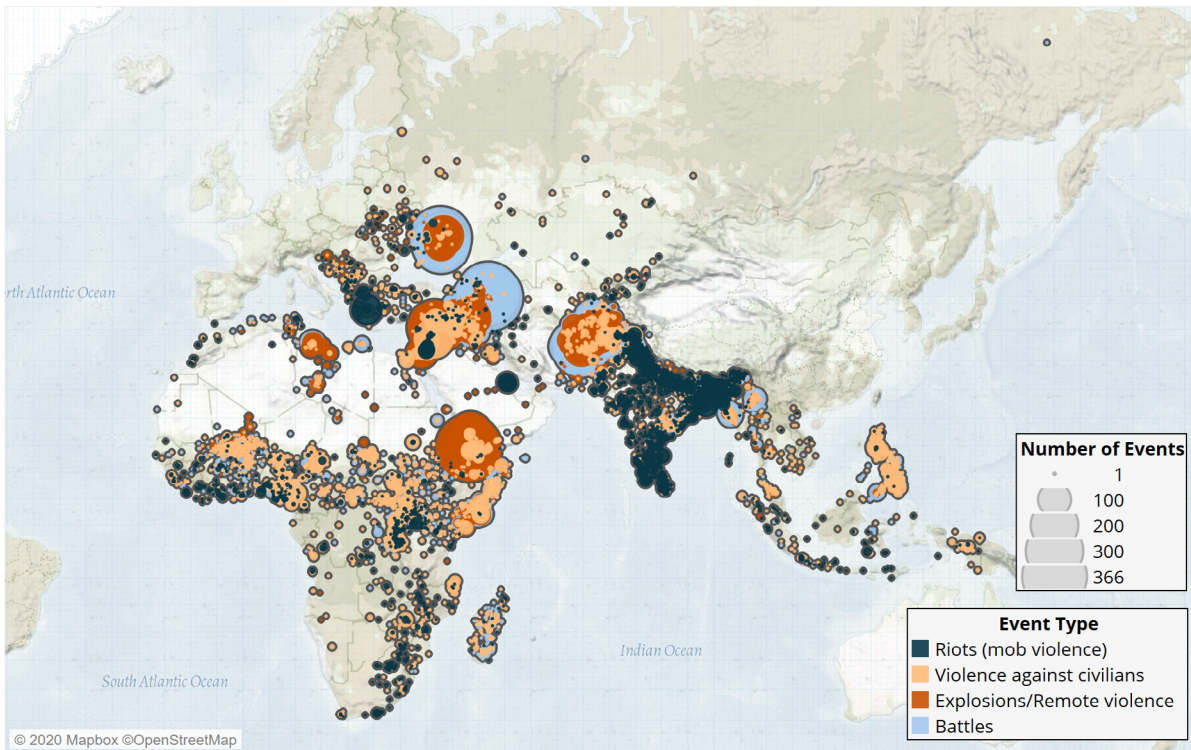 rth Atlantic Ocean
Number of Events
1
100
200
300
366
Event Type
Riots (mob violence)
Violence against civilians
Explosions/Remote violence
Battles
Indian Ocean
South Atlantic Ocean
© 2020 Mapbox ©OpenStreetMap